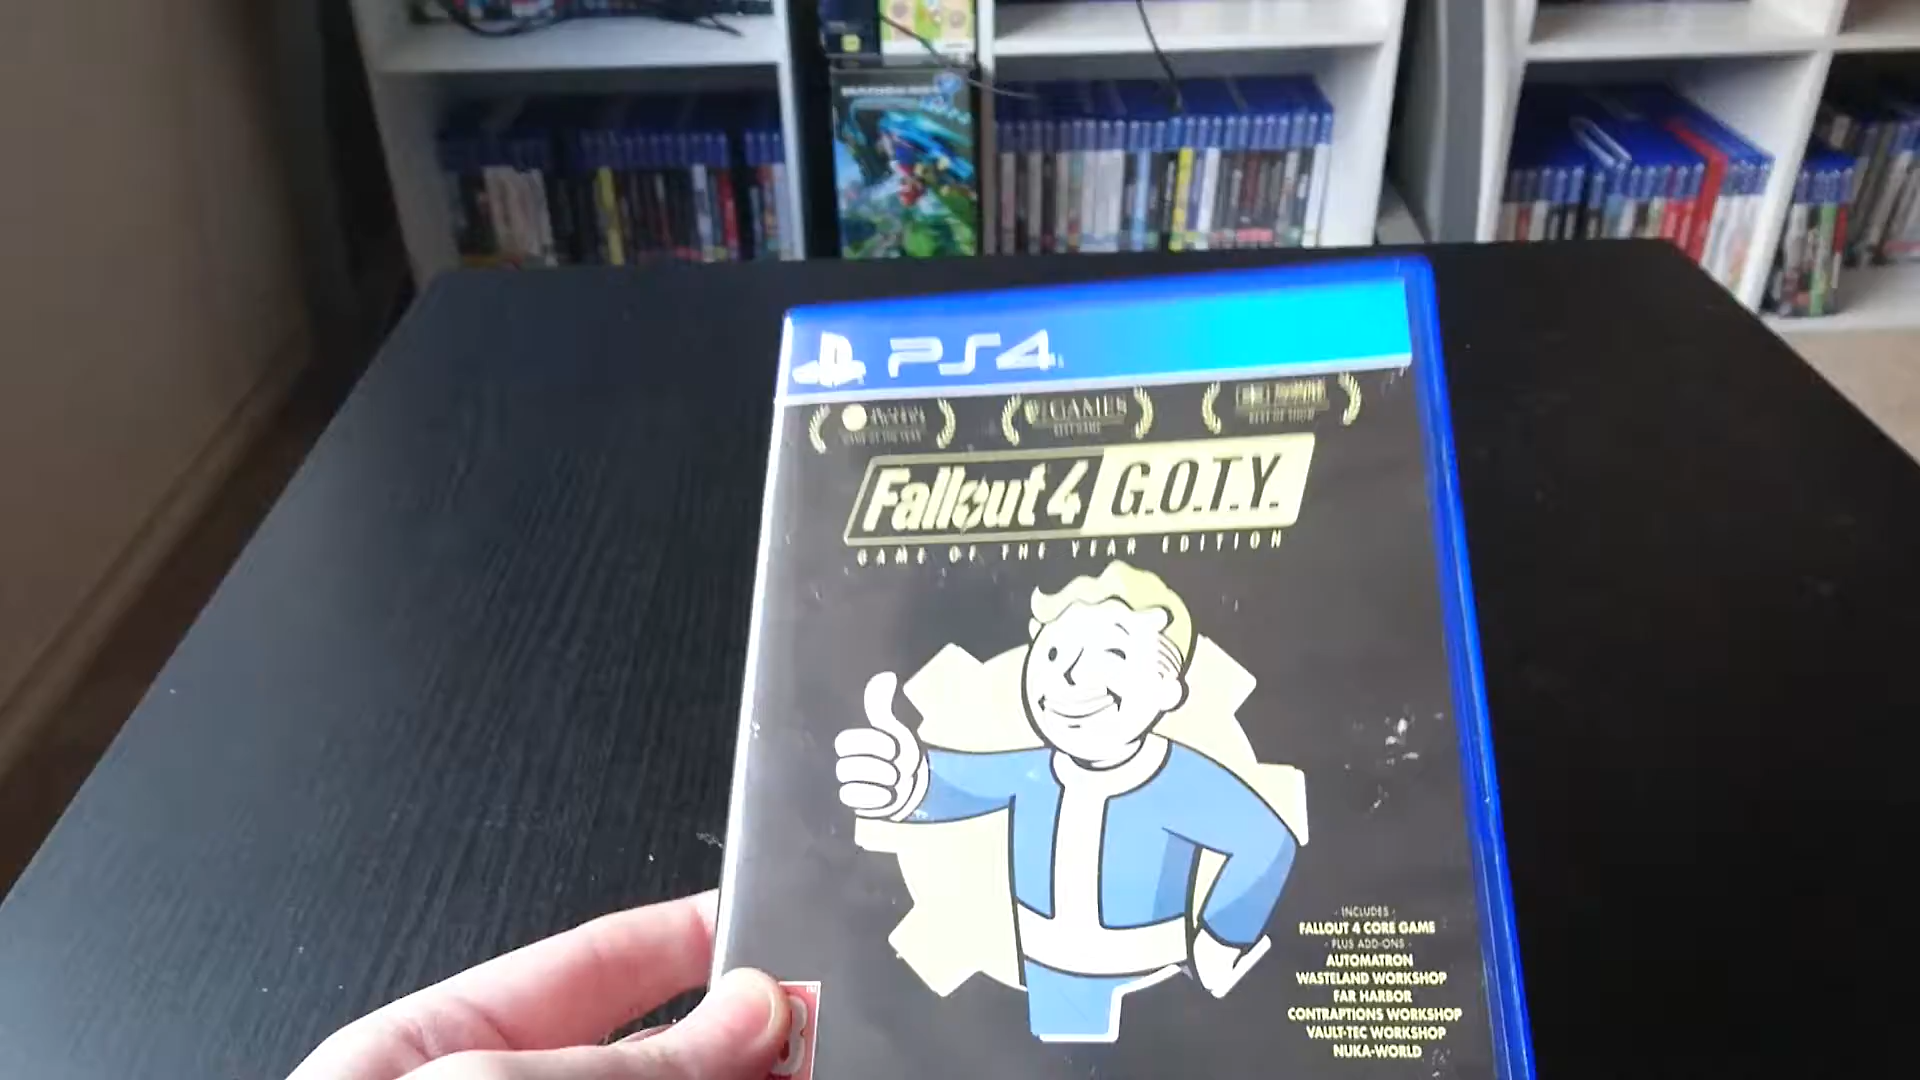 PS4
GAMES
Fallout 4 G.O.T.Y.
GAME OF THE YEAR EDITION
- INCLUDES -
FALLOUT 4 CORE GAME
- PLUS ADD-ONS -
AUTOMATRON
WASTELAND WORKSHOP
FAR HARBOR
CONTRAPTIONS WORKSHOP
VAULT-TEC WORKSHOP
NUKA-WORLD